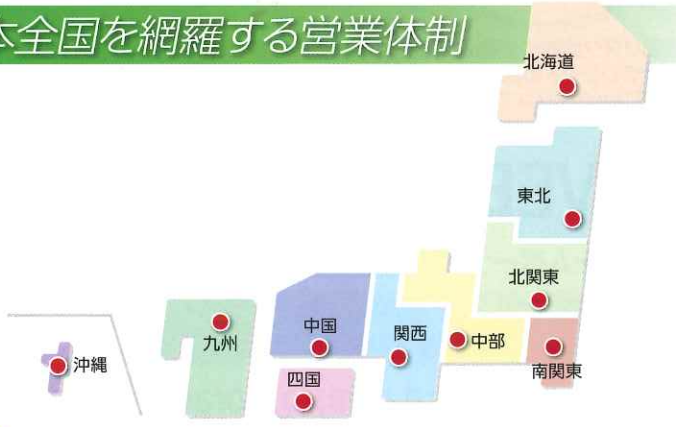 本全国を網羅する営業体制
北海道
東北
北関東
中国
関西
中部
九州
沖縄
四国
南関東